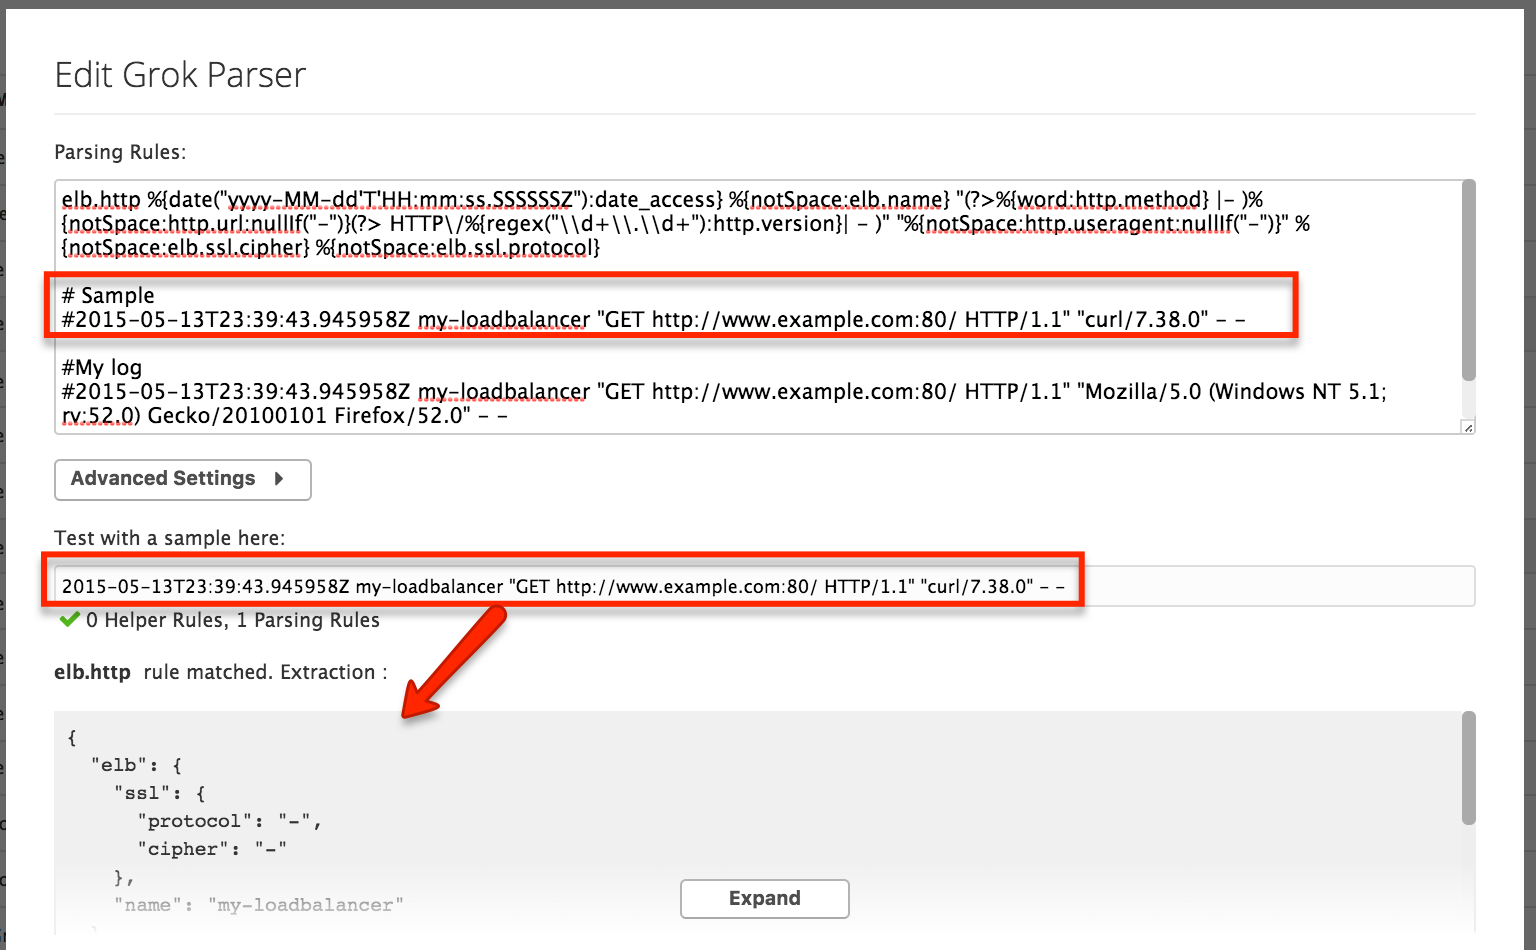 Edit Grok Parser
Parsing Rules:
elb.http %{date("yyyy-MM-dd'T'HH:mm:ss.SSSSSSZ"):date_access} %{notSpace:elb.name} "(?>%{word:http.method} |- )%
{notSpace:http.url:nullIf("-")}(?> HTTP\/%{regex("\\d+\\.\\d+"):http.version}| - )" "%{notSpace:http.useragent:nullIf("-")}" %
{notSpace:elb.ssl.cipher} %{notSpace:elb.ssl.protocol}
# Sample
#2015-05-13T23:39:43.945958Z my-loadbalancer "GET http://www.example.com:80/ HTTP/1.1" "curl/7.38.0" - -
#My log
#2015-05-13T23:39:43.945958Z my-loadbalancer "GET http://www.example.com:80/ HTTP/1.1" "Mozilla/5.0 (Windows NT 5.1;
rv:52.0) Gecko/20100101 Firefox/52.0" - -
Advanced Settings
Test with a sample here:
2015-05-13T23:39:43.945958Z my-loadbalancer "GET http://www.example.com:80/ HTTP/1.1" "curl/7.38.0" - -
0 Helper Rules, 1 Parsing Rules
elb.http rule matched. Extraction :
{
"elb": {
"ssl": {
"protocol": "-",
"cipher": "-"
},
"name": "my-loadbalancer"
Expand